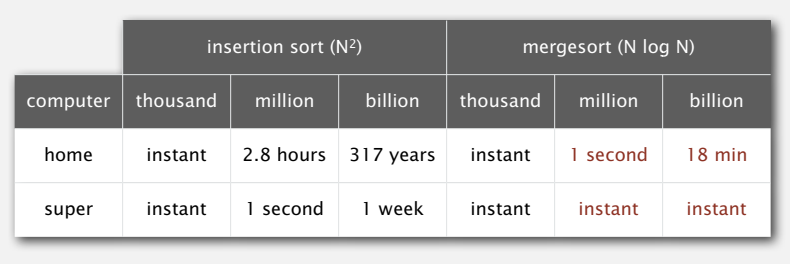 insertion sort (N²) mergesort (N log N)
computer thousand million billion thousand million billion
home instant 2.8 hours 317 years instant 1 second 18 min
super instant 1 second 1 week instant instant instant